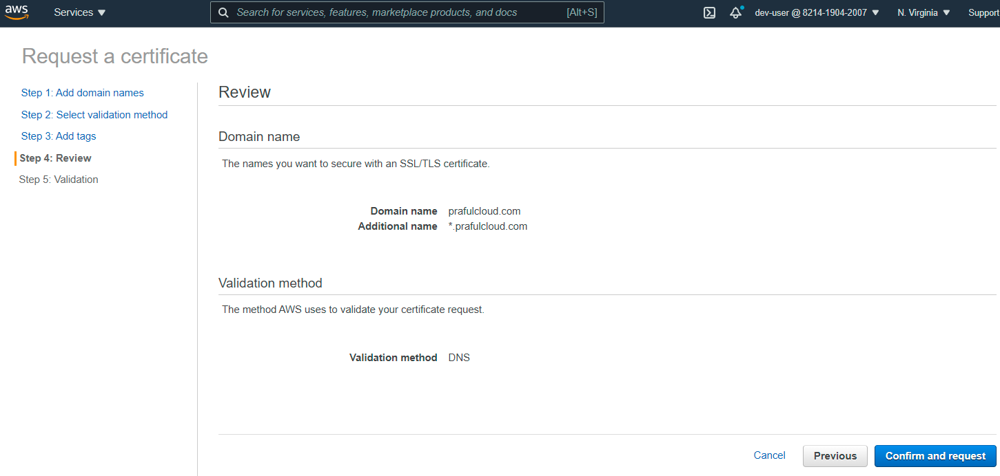 aws Services Search for services, features, marketplace products, and docs [Alt+S] dev-user @ 8214-1904-2007 N. Virginia Support
Request a certificate
Step 1: Add domain names
Step 2: Select validation method
Step 3: Add tags
Step 4: Review
Step 5: Validation
Review
Domain name
The names you want to secure with an SSL/TLS certificate.
Domain name prafulcloud.com
Additional name *.prafulcloud.com
Validation method
The method AWS uses to validate your certificate request.
Validation method DNS
Cancel Previous Confirm and request